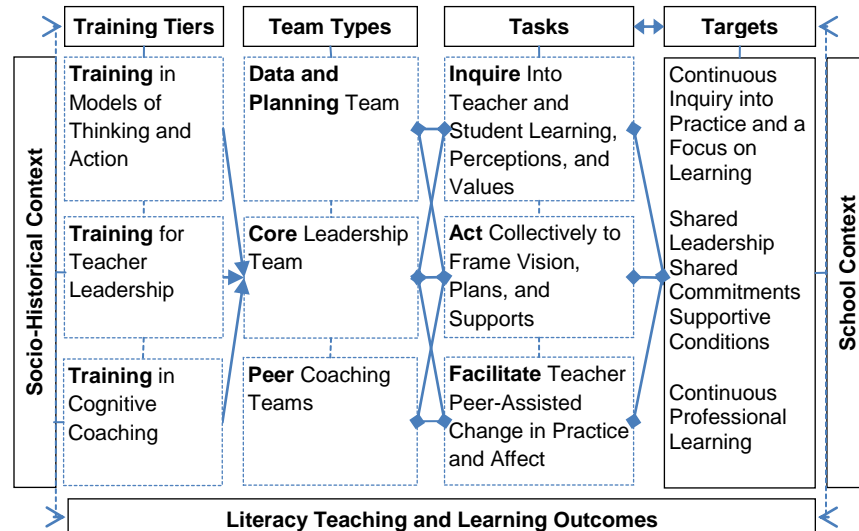 Training Tiers
Team Types
Tasks
Targets
Socio-Historical Context
Training in
Models of
Thinking and
Action
Training for
Teacher
Leadership
Training in
Cognitive
Coaching
Data and
Planning Team
Core Leadership
Team
Peer Coaching
Teams
Inquire Into
Teacher and
Student Learning,
Perceptions, and
Values
Act Collectively to
Frame Vision,
Plans, and
Supports
Facilitate Teacher
Peer-Assisted
Change in Practice
and Affect
Continuous
Inquiry into
Practice and a
Focus on
Learning
Shared
Leadership
Shared
Commitments
Supportive
Conditions
Continuous
Professional
Learning
School Context
Literacy Teaching and Learning Outcomes